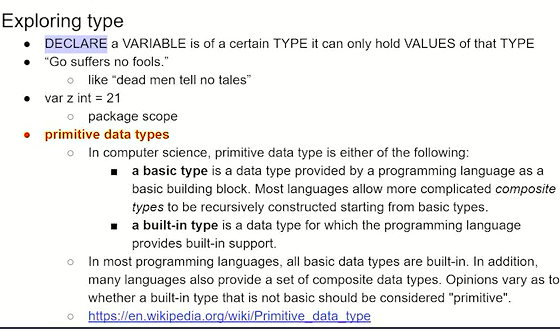 Exploring type
● DECLARE a VARIABLE is of a certain TYPE it can only hold VALUES of that TYPE
● “Go suffers no fools.”
○ like “dead men tell no tales”
● var z int = 21
○ package scope
● primitive data types
○ In computer science, primitive data type is either of the following:
■ a basic type is a data type provided by a programming language as a
basic building block. Most languages allow more complicated composite
types to be recursively constructed starting from basic types.
■ a built-in type is a data type for which the programming language
provides built-in support.
○ In most programming languages, all basic data types are built-in. In addition,
many languages also provide a set of composite data types. Opinions vary as to
whether a built-in type that is not basic should be considered "primitive".
○ https://en.wikipedia.org/wiki/Primitive_data_type